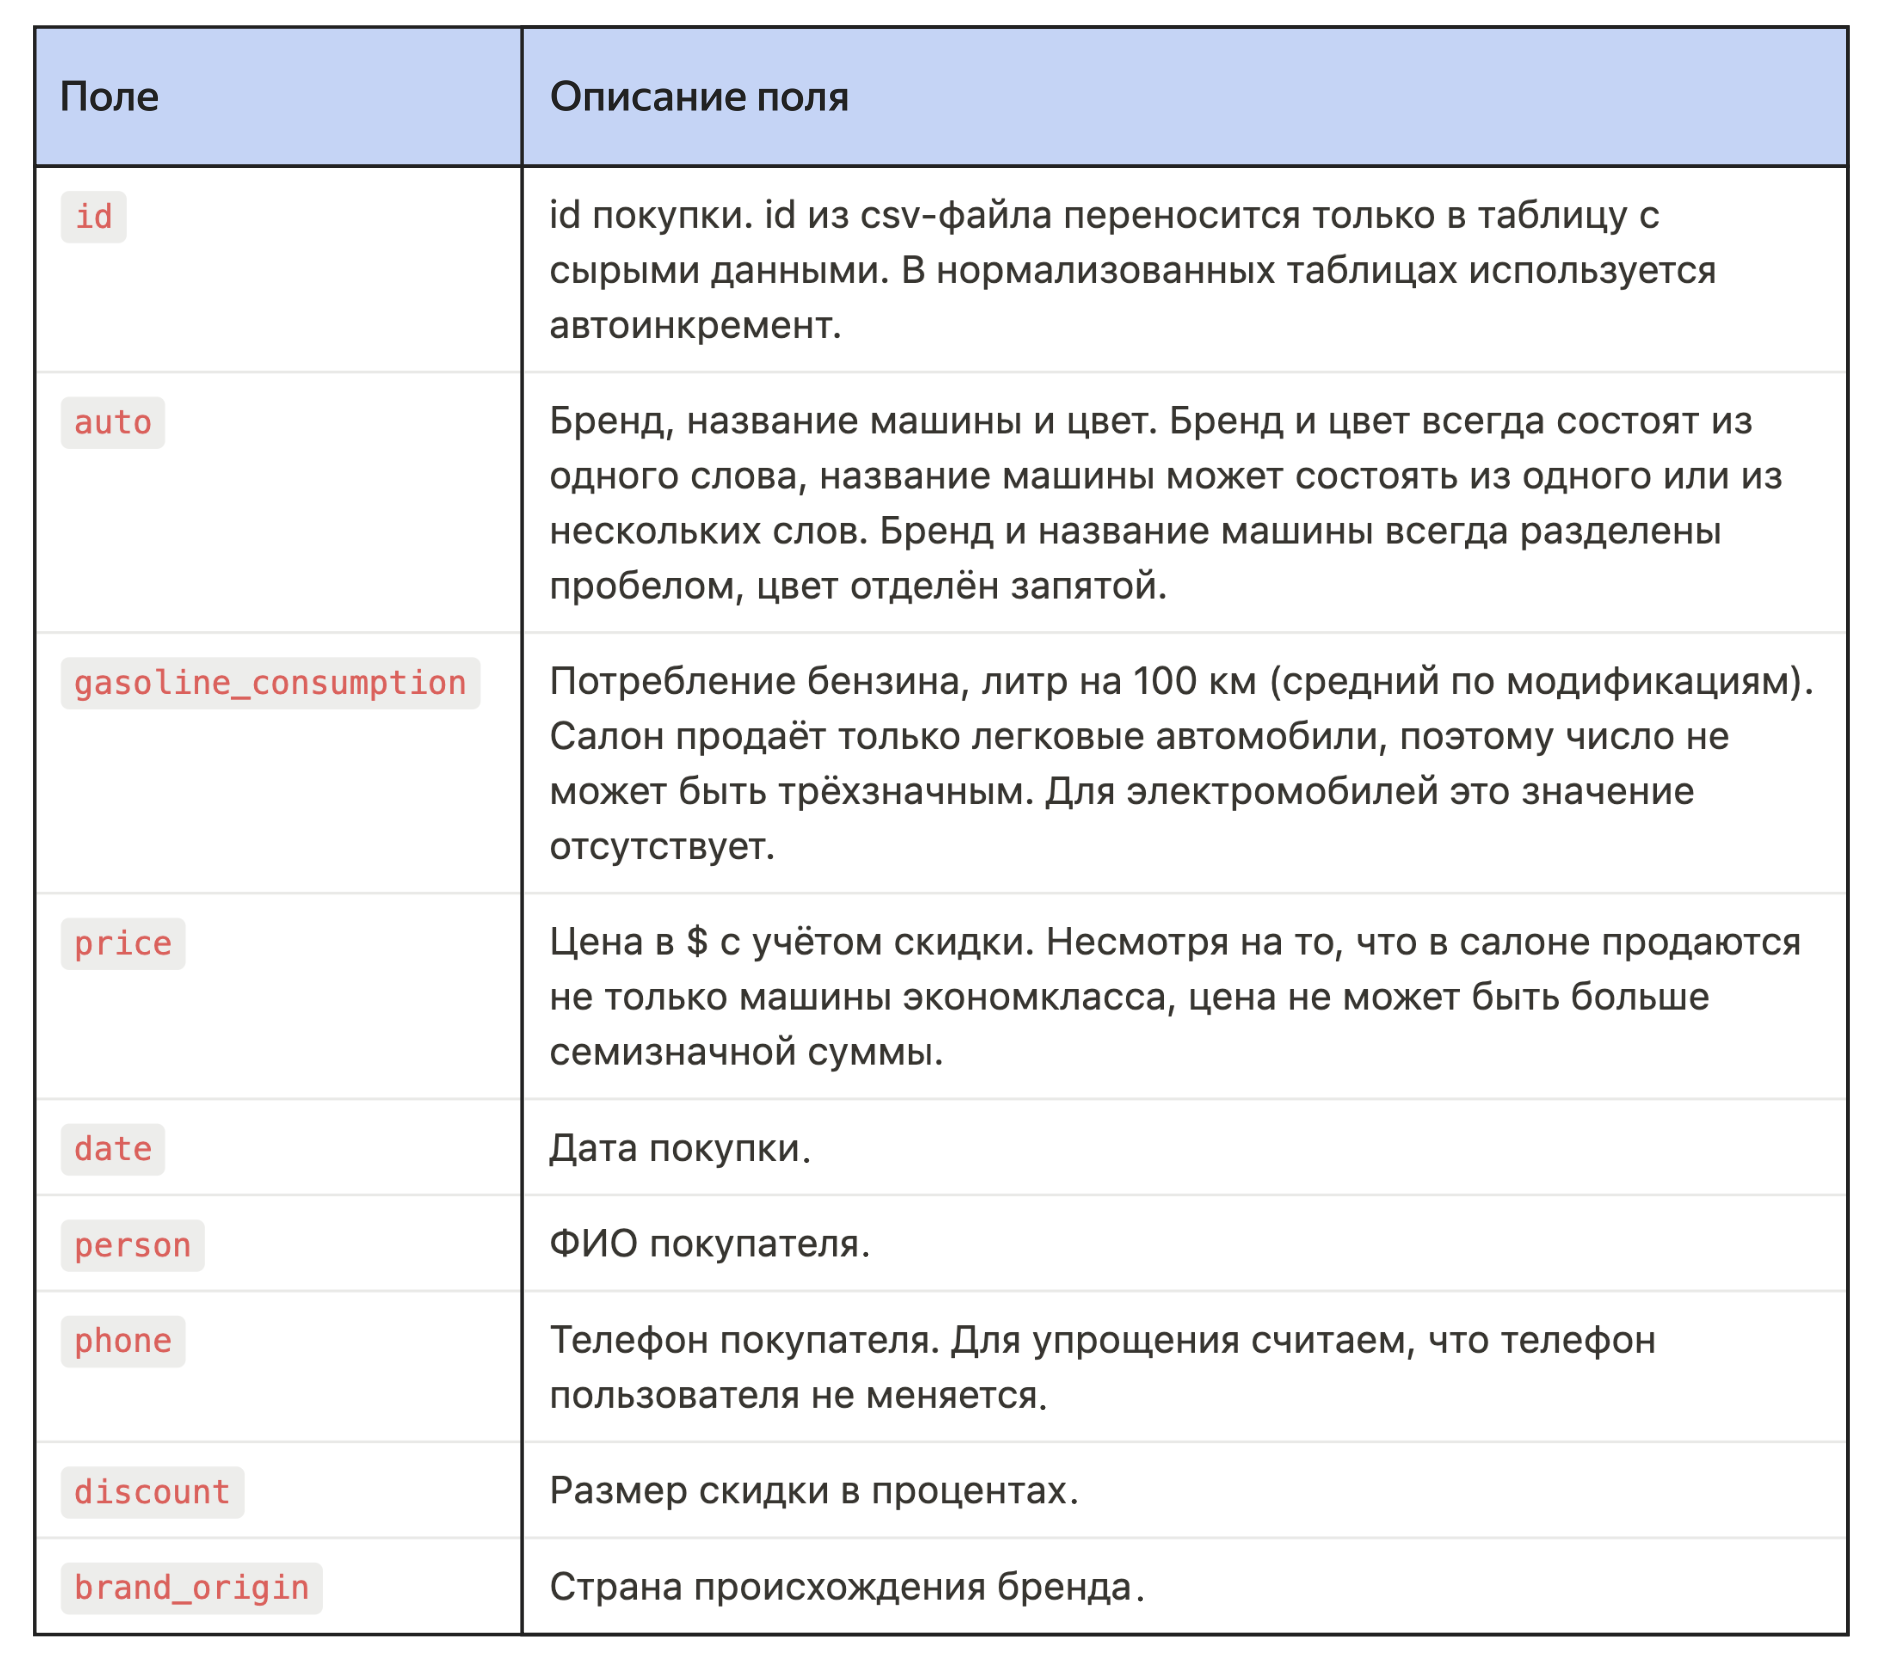 Поле
Описание поля
id
id покупки. id из csv-файла переносится только в таблицу с
сырыми данными. В нормализованных таблицах используется
автоинкремент.
auto
Бренд, название машины и цвет. Бренд и цвет всегда состоят из
одного слова, название машины может состоять из одного или из
нескольких слов. Бренд и название машины всегда разделены
пробелом, цвет отделён запятой.
gasoline_consumption
Потребление бензина, литр на 100 км (средний по модификациям).
Салон продаёт только легковые автомобили, поэтому число не
может быть трёхзначным. Для электромобилей это значение
отсутствует.
price
Цена в $ с учётом скидки. Несмотря на то, что в салоне продаются
не только машины экономкласса, цена не может быть больше
семизначной суммы.
date
Дата покупки.
person
ФИО покупателя.
phone
Телефон покупателя. Для упрощения считаем, что телефон
пользователя не меняется.
discount
Размер скидки в процентах.
brand_origin
Страна происхождения бренда.